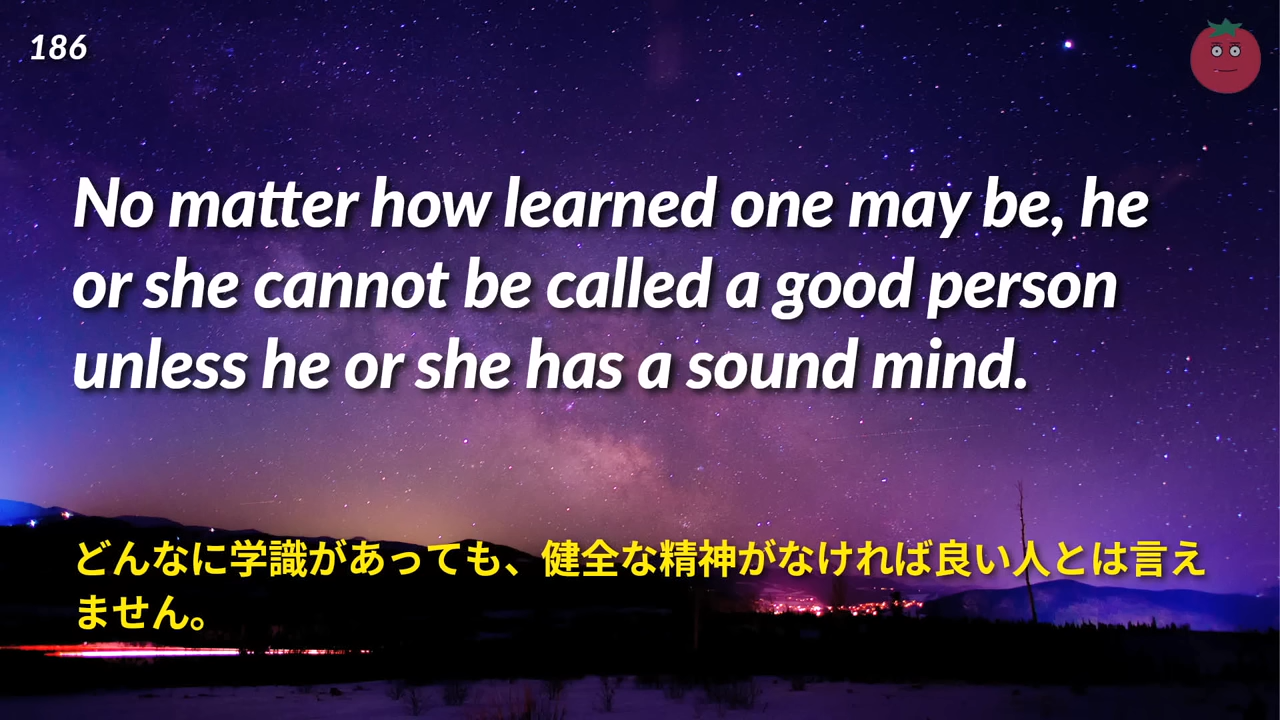 186
No matter how learned one may be, he
or she cannot be called a good person
unless he or she has a sound mind.
どんなに学識があっても、健全な精神がなければ良い人とは言え
ません。